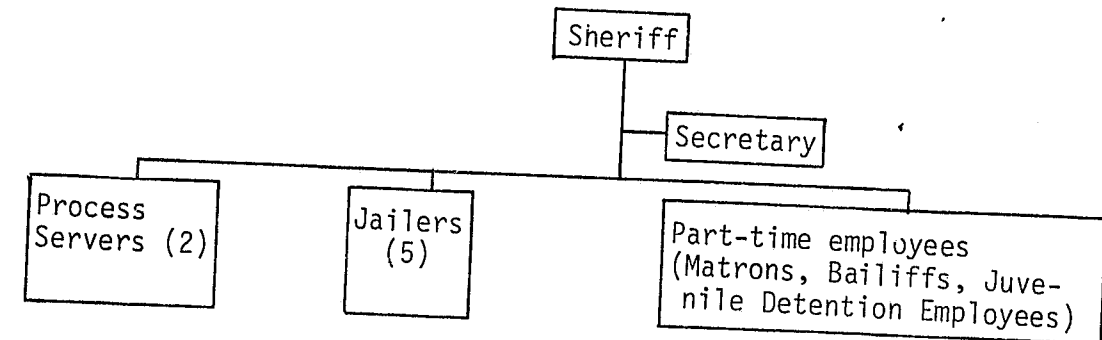 Sheriff
Secretary
Process
Servers (2)
Jailers
(5)
Part-time employees
(Matrons, Bailiffs, Juve-
nile Detention Employees)